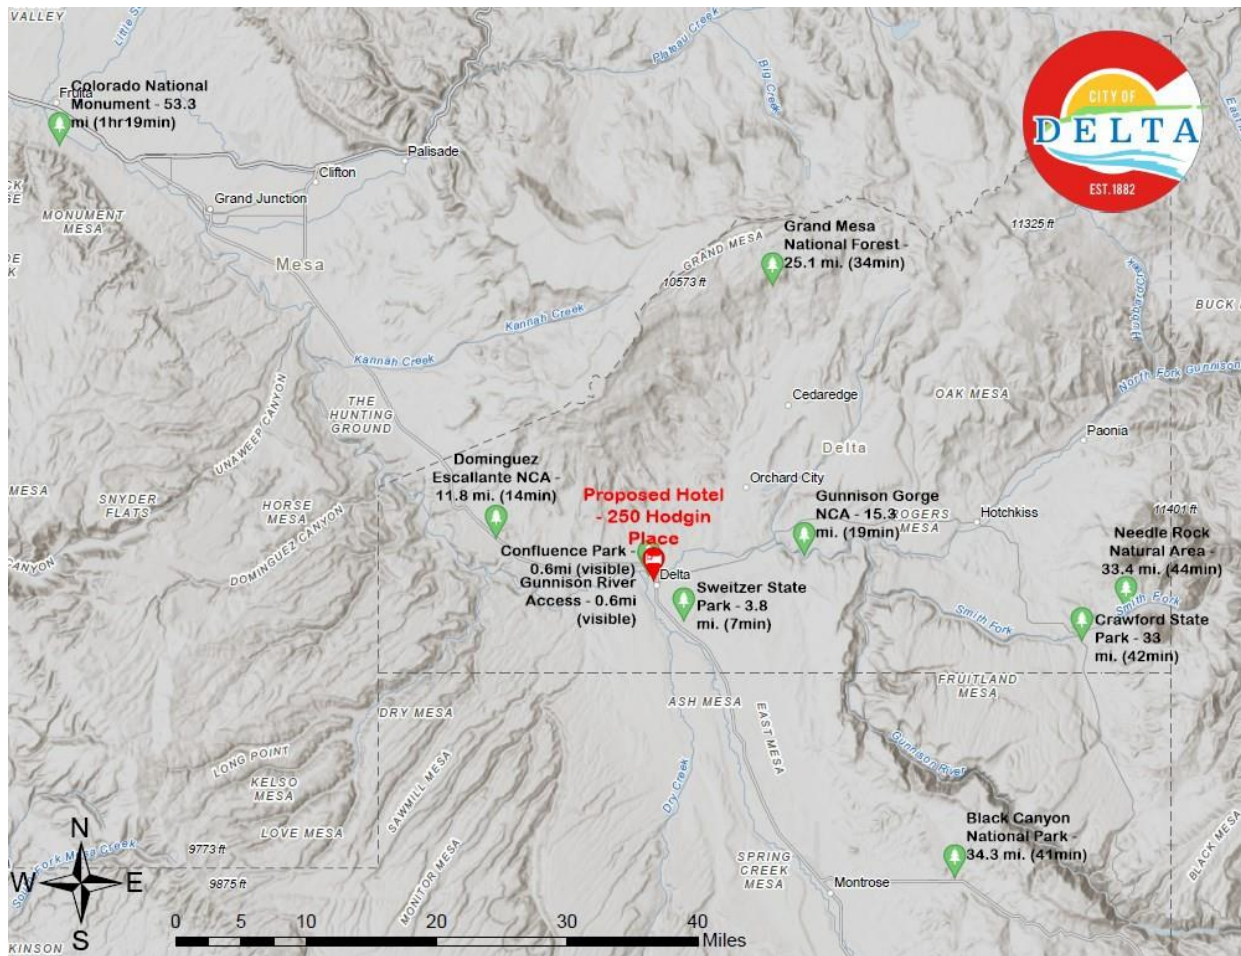 VALLEY
Little S
Plateau Creek
Big Creek
East M
CITY OF
DELTA
EST.1882
Fruita
Colorado National
Monument - 53.3
mi (1hr19min)
Palisade
Clifton
Grand Junction
MONUMENT
MESA
Mesa
11325 ft
Grand Mesa
National Forest -
25.1 mi. (34min)
GRAND MESA
10573 ft
Hubbard Creek
BUCK
Kannah Creek
Kannah Creek
North Fork Gunnison
THE
HUNTING
GROUND
UNAWEEP CANYON
Cedaredge
OAK MESA
Paonia
Delta
MESA
SNYDER
FLATS
HORSE
MESA
DOMINGUEZ CANYON
CANYON
Dominguez
Escallante NCA -
11.8 mi. (14min)
Orchard City
Proposed Hotel
- 250 Hodgin
Place
Gunnison Gorge
NCA - 15.3
mi. (19min)
ROGERS
MESA
Hotchkiss
11401 ft
Needle Rock
Natural Area -
33.4 mi. (44min)
Confluence Park -
0.6mi (visible)
Gunnison River
Access - 0.6mi
(visible)
Delta
Sweitzer State
Park - 3.8
mi. (7min)
Smith Fork
Smith Fork
Crawford State
Park - 33
mi. (42min)
FRUITLAND
MESA
ASH MESA
EAST MESA
DRY MESA
LONG POINT
KELSO
MESA
SAWMILL MESA
LOVE MESA
Dry Creek
Gunnison River
MONITOR MESA
Black Canyon
National Park -
34.3 mi. (41min)
BLACK MESA
SPRING
CREEK
MESA
Montrose
9773 ft
9875 ft
Fork Mesa Creek
N
W
E
S
KINSON
0 5 10 20 30 40
Miles